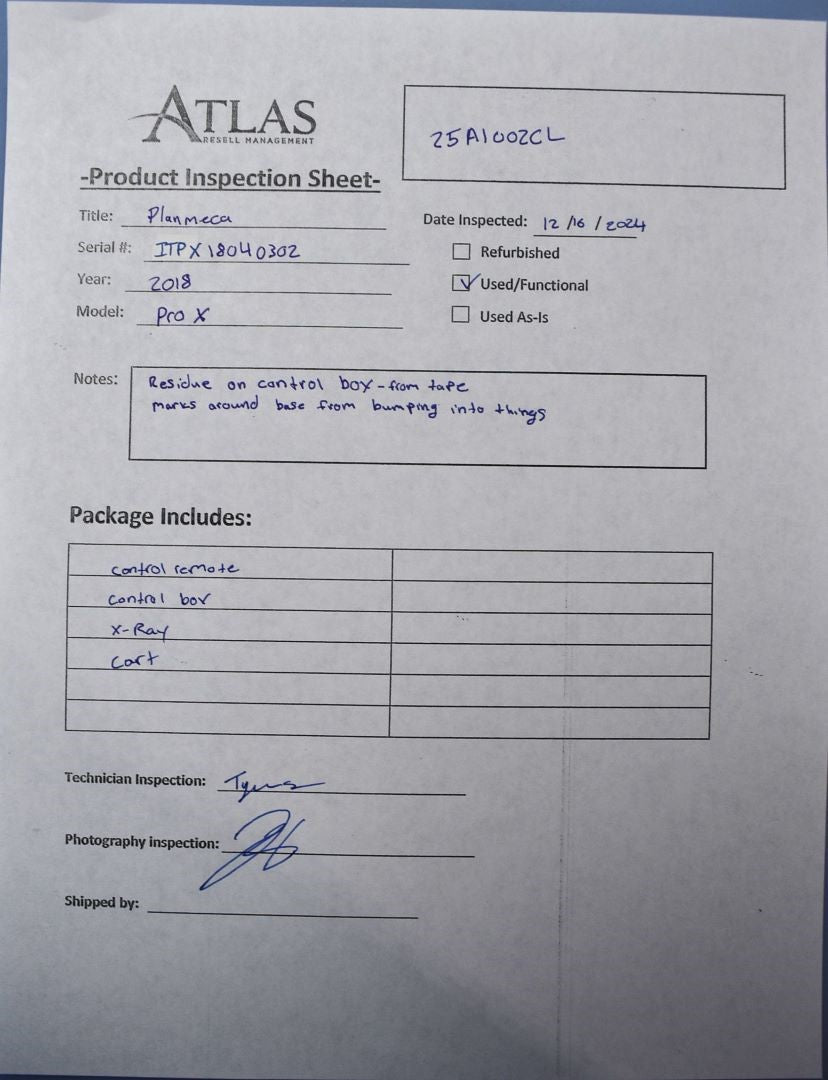 ATLAS
RESELL MANAGEMENT
25A1002CL
-Product Inspection Sheet-
Title: Planmeca
Date Inspected: 12/16/2024
Serial #: ITPX18040302
Refurbished
Year: 2018
Used/Functional
Model: Pro X
Used As-Is
Notes: Residue on control box - from tape
marks around base from bumping into things
Package Includes:
control remote
control box
X-Ray
Cart
Technician Inspection:
Photography inspection:
Shipped by: